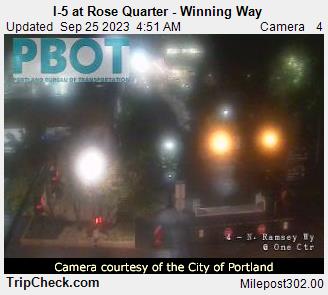 I-5 at Rose Quarter - Winning Way
Updated Sep 25 2023 4:51 AM Camera 4
PBOT
PORTLAND BUREAU OF TRANSPORTATION
4 - N. Ramsey Wy
@ One Ctr
Camera courtesy of the City of Portland
TripCheck.com Milepost302.00